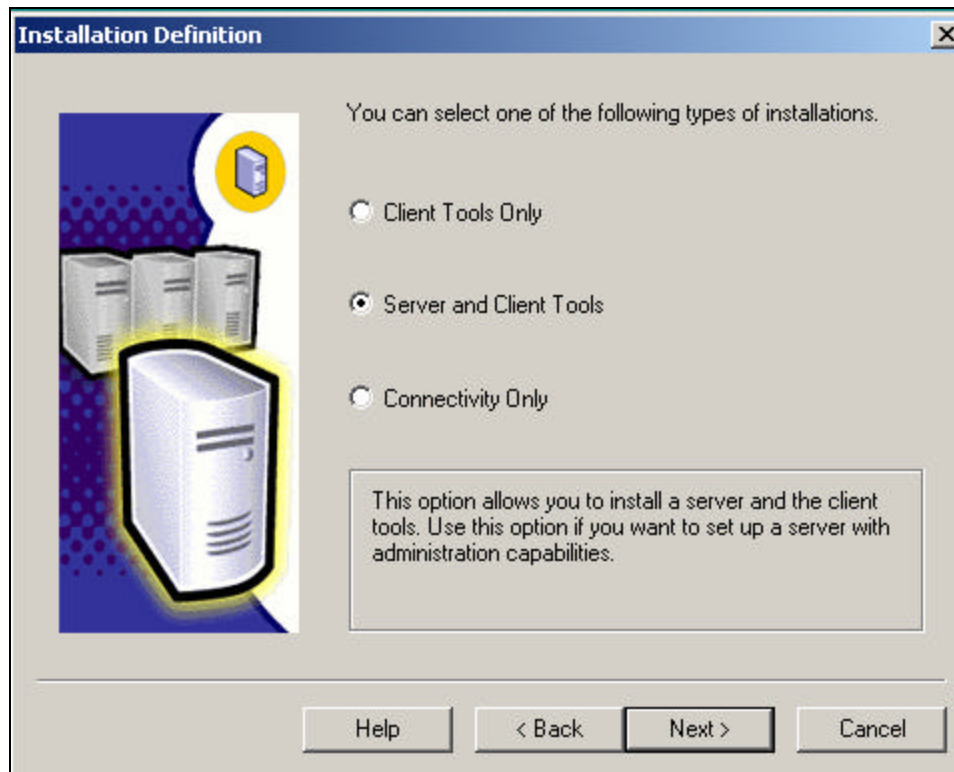 Installation Definition
You can select one of the following types of installations.
Client Tools Only
Server and Client Tools
Connectivity Only
This option allows you to install a server and the client
tools. Use this option if you want to set up a server with
administration capabilities.
Help
< Back
Next >
Cancel